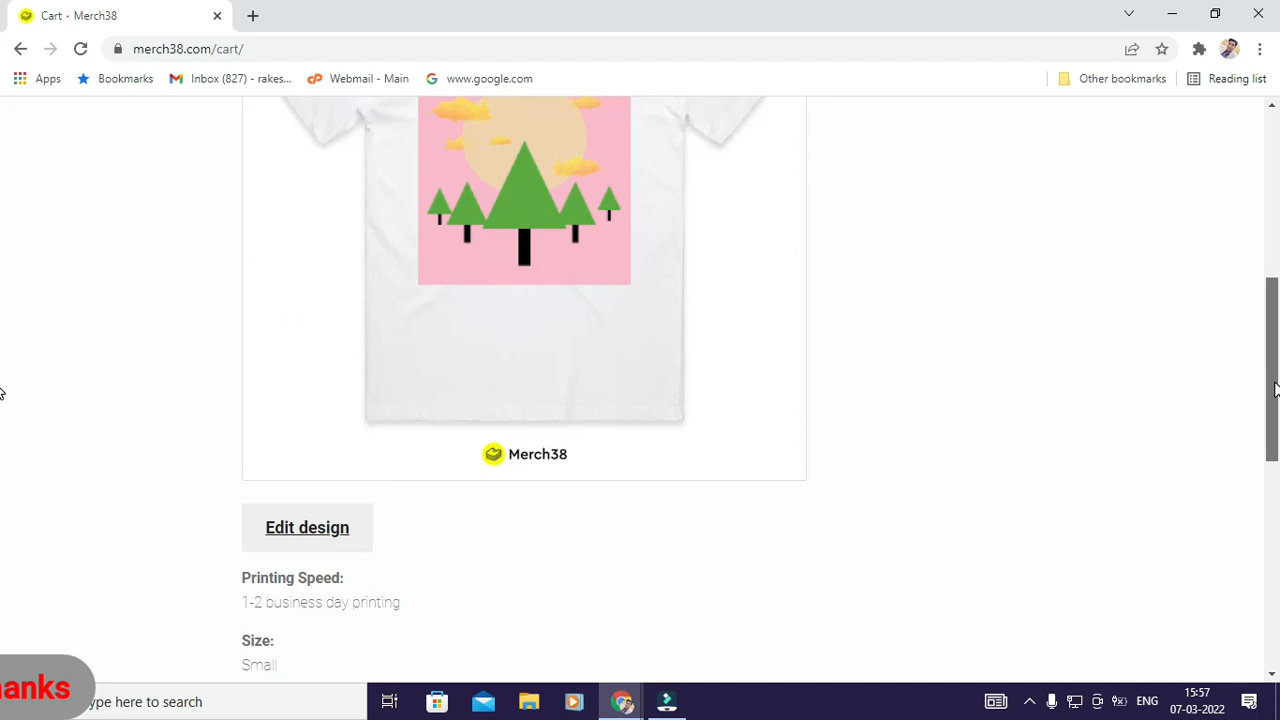 Cart - Merch38
merch38.com/cart/
Apps Bookmarks Inbox (827) - rakes... Webmail - Main www.google.com Other bookmarks Reading list
Merch38
Edit design
Printing Speed:
1-2 business day printing
Size:
Small
anks
ype here to search
ENG
15:57
07-03-2022